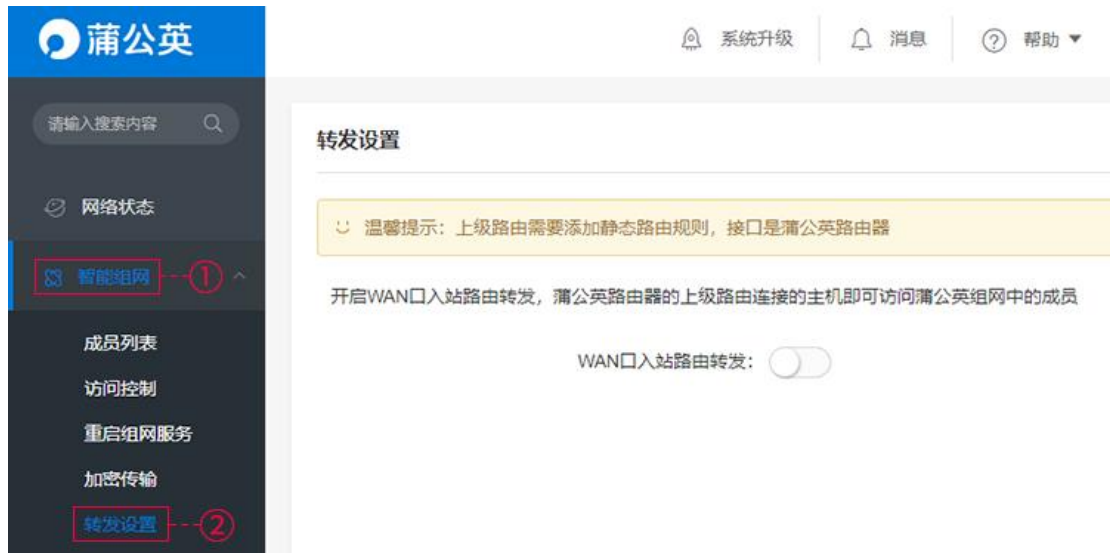 蒲公英
系统升级
消息
帮助
请输入搜索内容
转发设置
网络状态
温馨提示：上级路由需要添加静态路由规则，接口是蒲公英路由器
智能组网
①
开启WAN口入站路由转发，蒲公英路由器的上级路由连接的主机即可访问蒲公英组网中的成员
WAN口入站路由转发：
成员列表
访问控制
重启组网服务
加密传输
转发设置
②